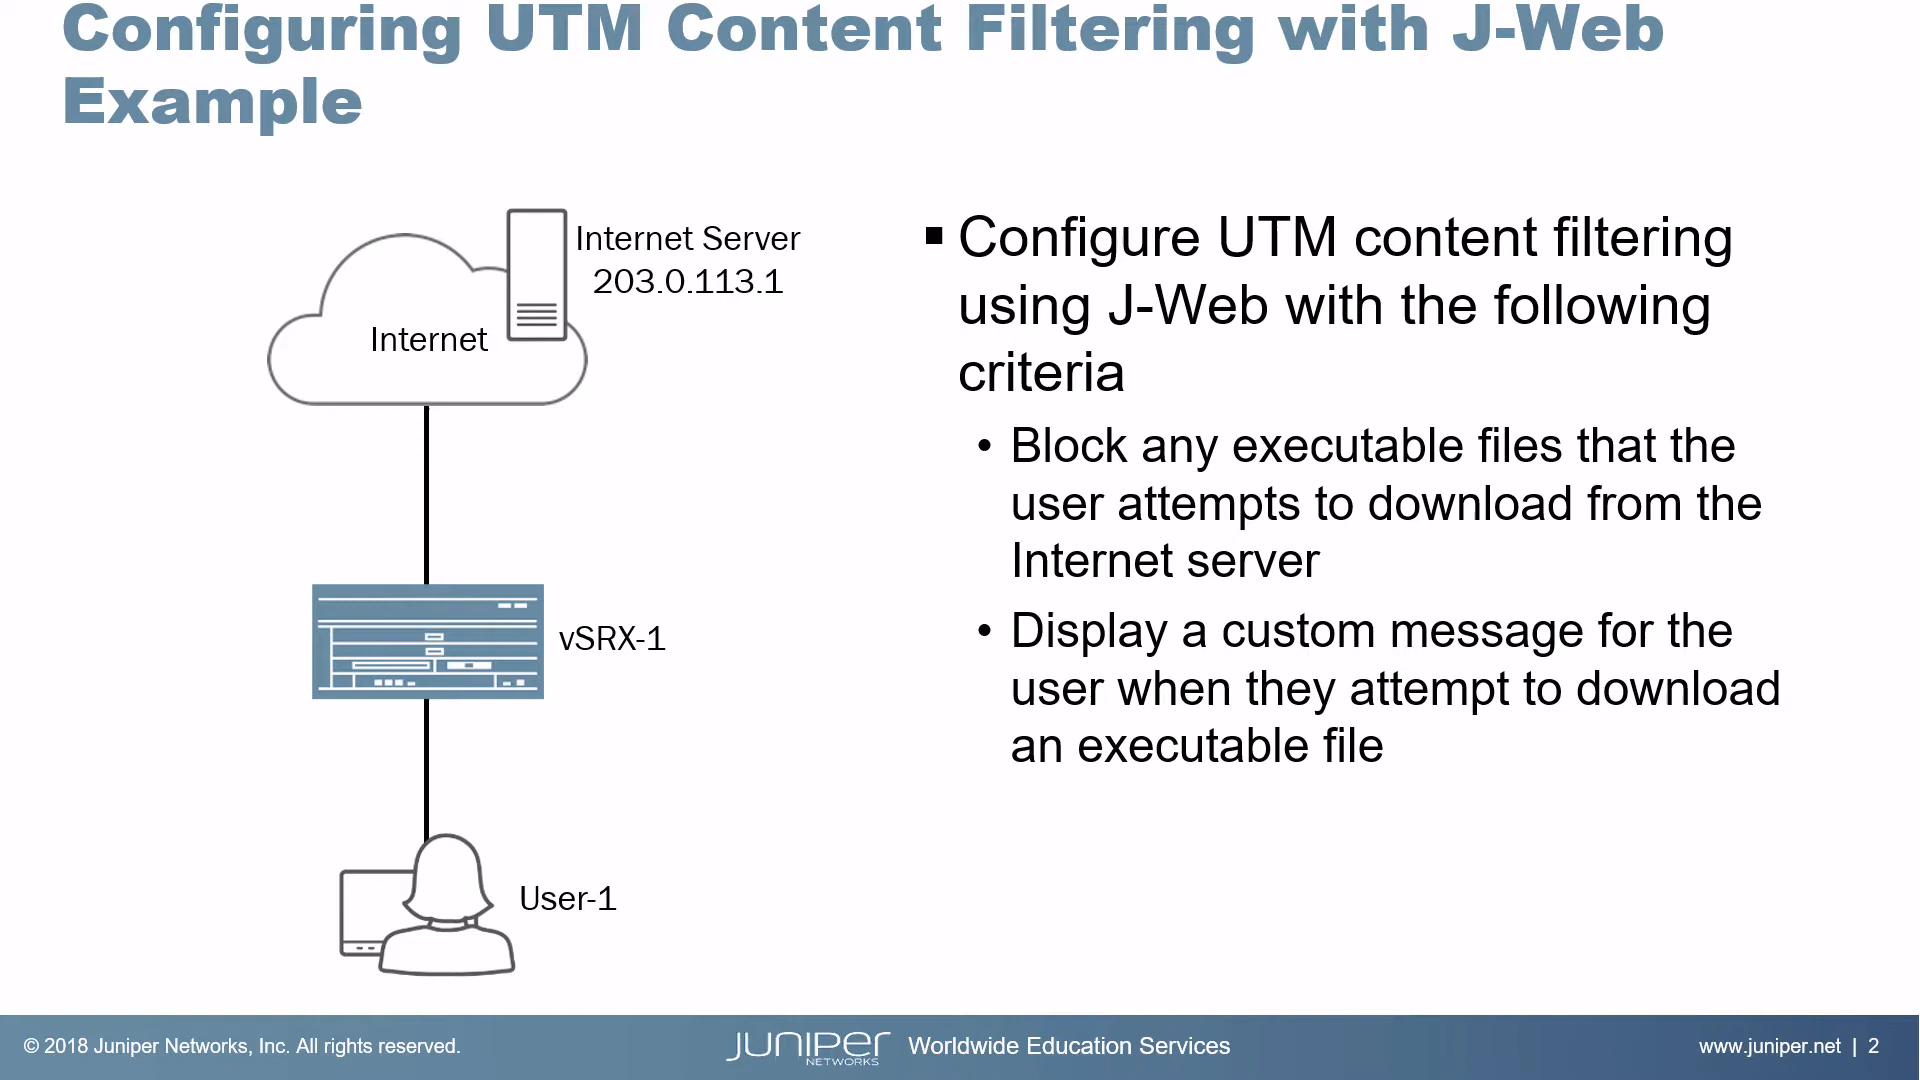 Configuring UTM Content Filtering with J-Web
Example
Internet Server
203.0.113.1
Internet
vSRX-1
User-1
▪ Configure UTM content filtering
using J-Web with the following
criteria
• Block any executable files that the
user attempts to download from the
Internet server
• Display a custom message for the
user when they attempt to download
an executable file
© 2018 Juniper Networks, Inc. All rights reserved.
JUNIPER
NETWORKS
Worldwide Education Services
www.juniper.net | 2